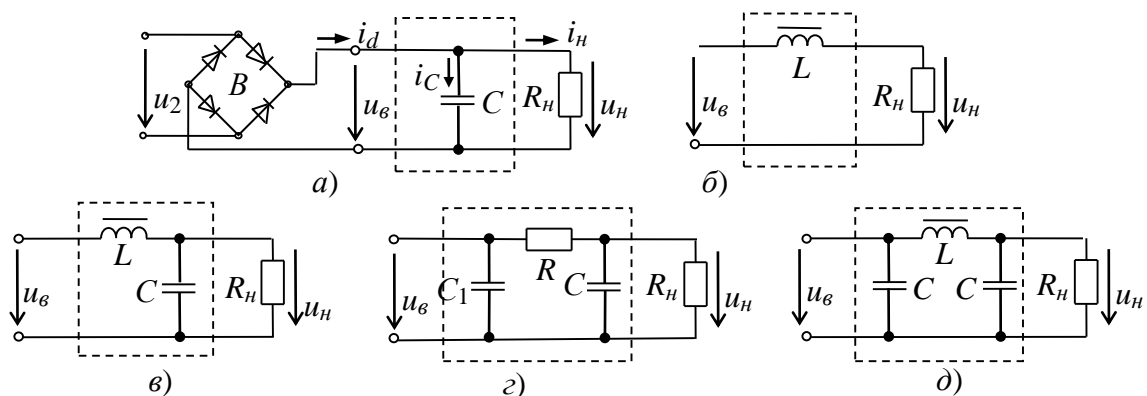 i_d i_н
u_2 B u_в i_C C R_н u_н
а)
L
u_в R_н u_н
б)
L
u_в C R_н u_н
в)
R
u_в C_1 C R_н u_н
г)
L
u_в C C R_н u_н
д)